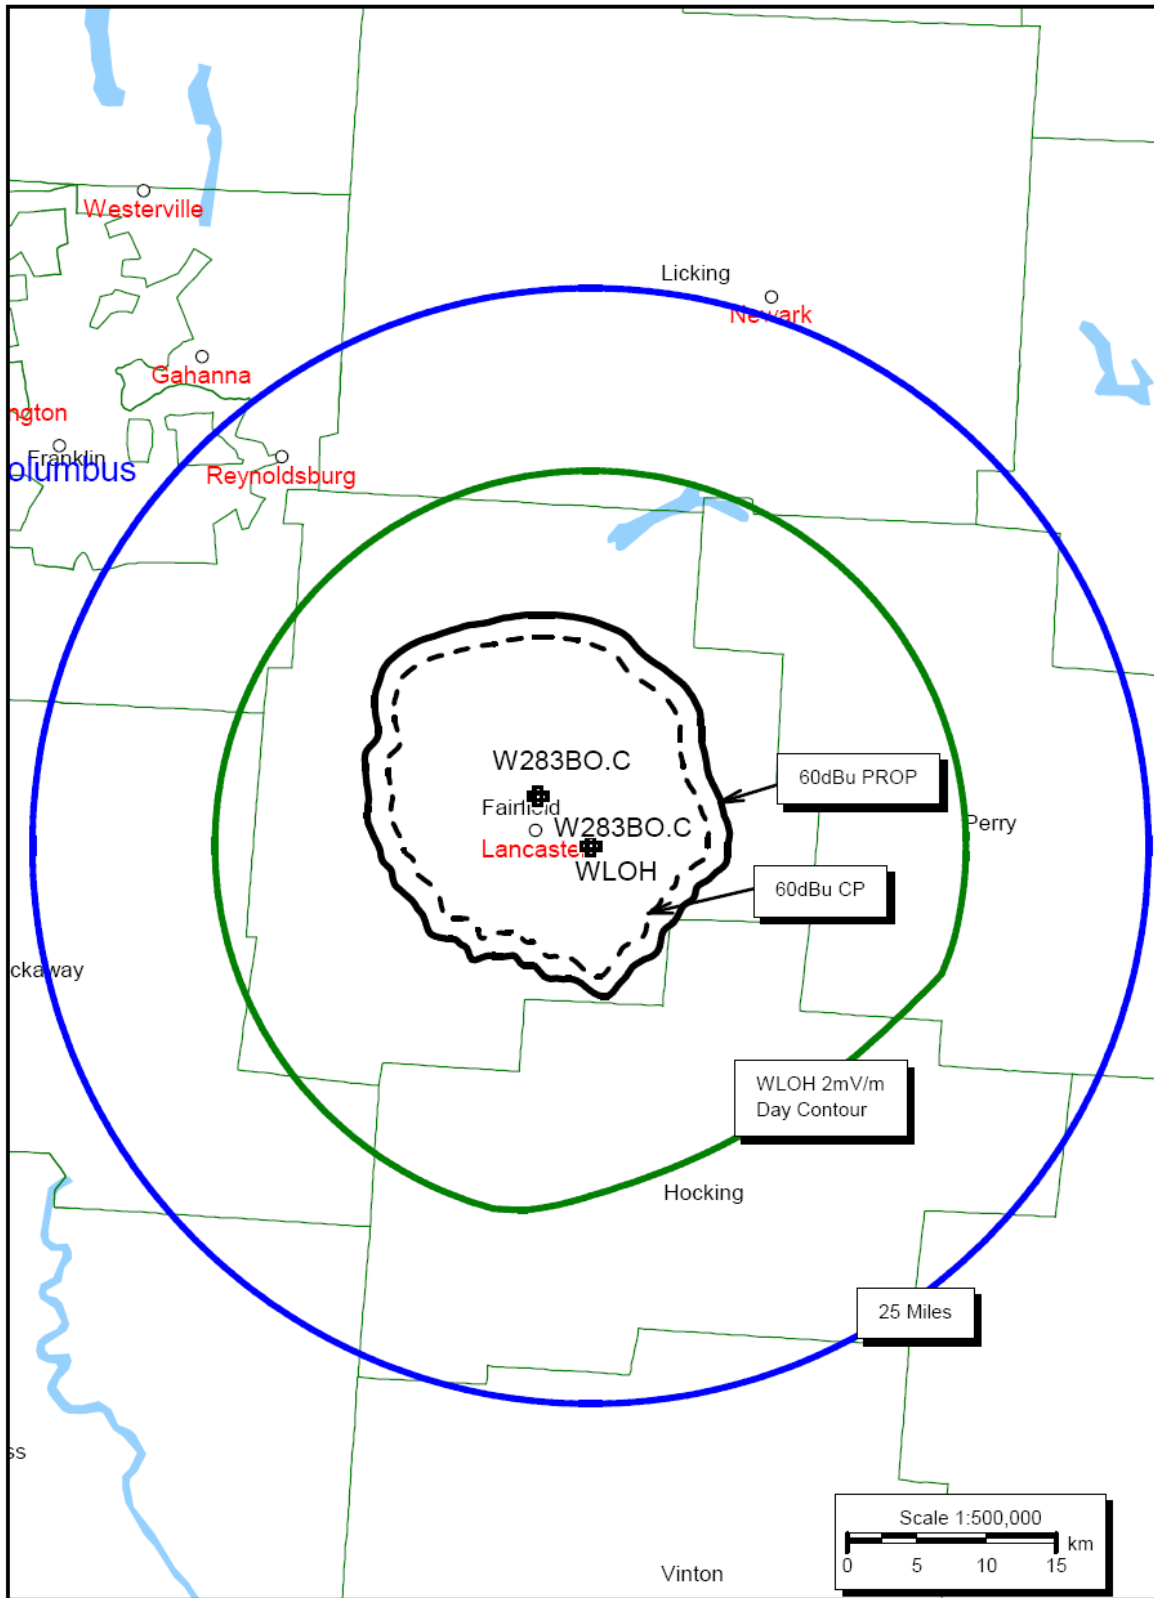 Westerville
Licking
Newark
Gahanna
ngton
Franklin
olumbus
Reynoldsburg
W283BO.C
60dBu PROP
Fairfield
W283BO.C
Perry
Lancaster
WLOH
60dBu CP
ckaway
WLOH 2mV/m
Day Contour
Hocking
25 Miles
ss
Scale 1:500,000
km
0 5 10 15
Vinton